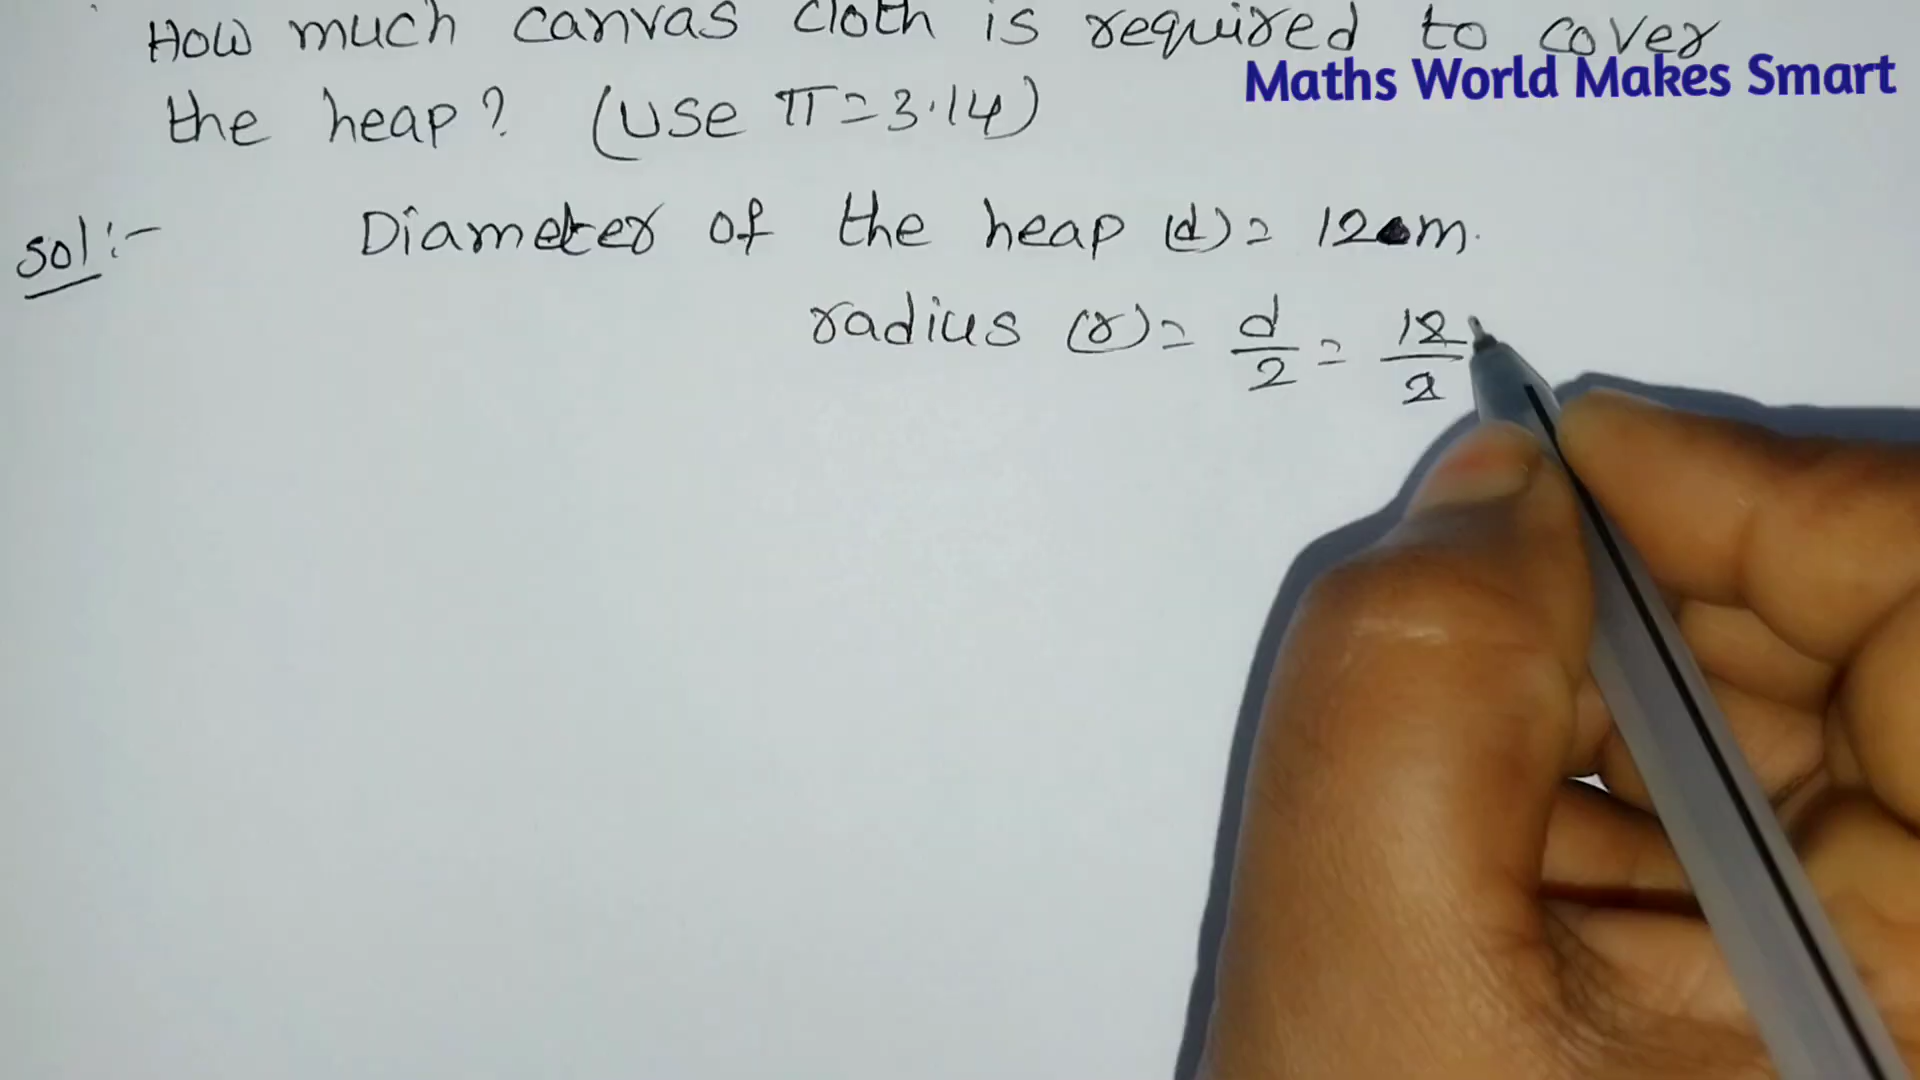 How much canvas cloth is required to cover
Maths World Makes Smart
the heap? (Use π=3.14)
Sol:- Diameter of the heap (d) = 12 m.
radius (r) = d/2 = 12/2